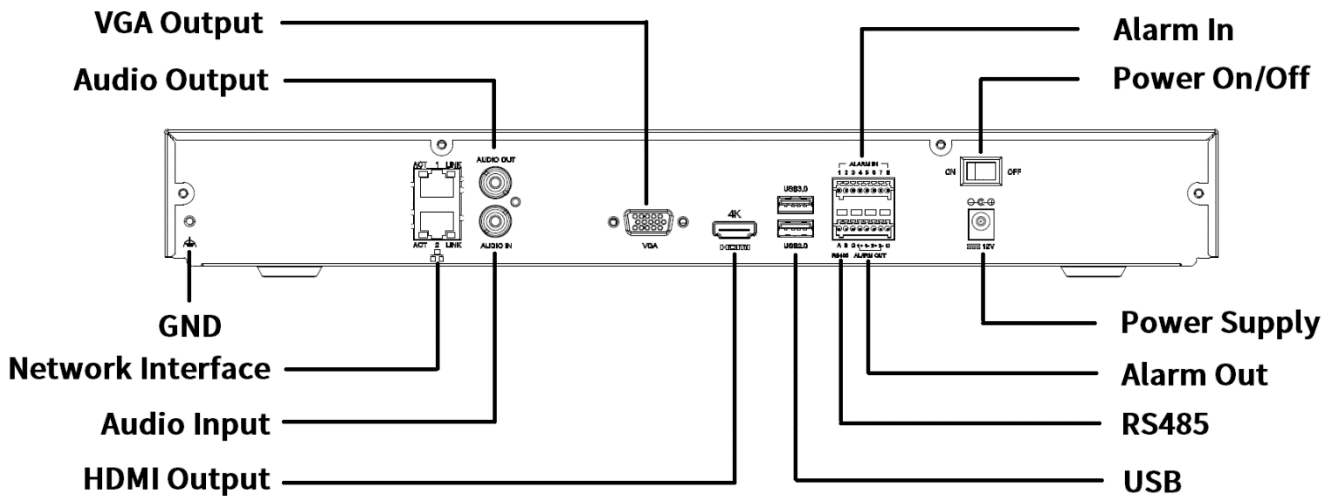 VGA Output
Alarm In
Audio Output
Power On/Off
ACT 1 LINK
AUDIO OUT
ALARM IN
1 2 3 4 5 6 7 8
ON OFF
USB3.0
4K
VGA
HDMI
USB2.0
12V
ACT 2 LINK
AUDIO IN
RS485 ALARM OUT
GND
Power Supply
Network Interface
Alarm Out
Audio Input
RS485
HDMI Output
USB